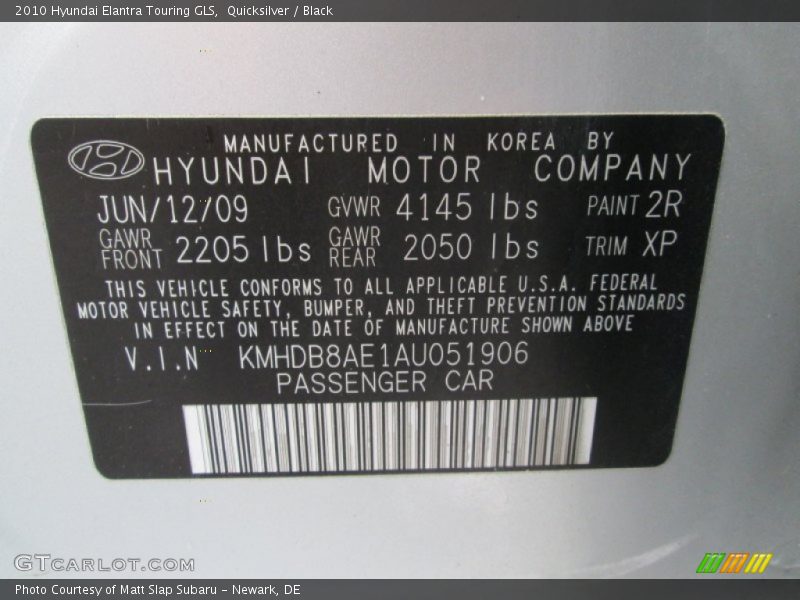 2010 Hyundai Elantra Touring GLS, Quicksilver / Black
MANUFACTURED IN KOREA BY
HYUNDAI MOTOR COMPANY
JUN/12/09 GVWR 4145 lbs PAINT 2R
GAWR FRONT 2205 lbs GAWR REAR 2050 lbs TRIM XP
THIS VEHICLE CONFORMS TO ALL APPLICABLE U.S.A. FEDERAL
MOTOR VEHICLE SAFETY, BUMPER, AND THEFT PREVENTION STANDARDS
IN EFFECT ON THE DATE OF MANUFACTURE SHOWN ABOVE
V.I.N KMHDB8AE1AU051906
PASSENGER CAR
GTCARLOT.COM
Photo Courtesy of Matt Slap Subaru - Newark, DE